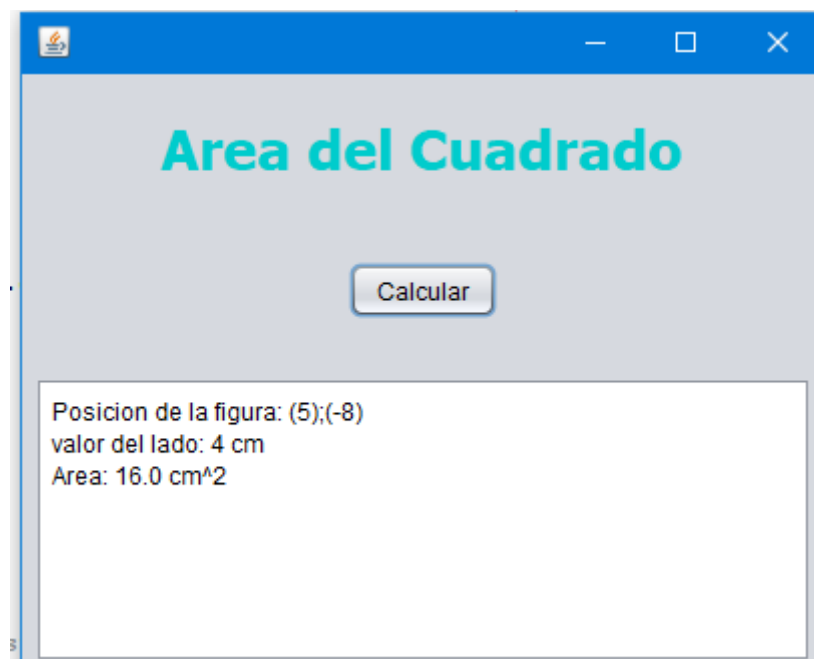 Area del Cuadrado
Calcular
Posicion de la figura: (5);(-8)
valor del lado: 4 cm
Area: 16.0 cm^2